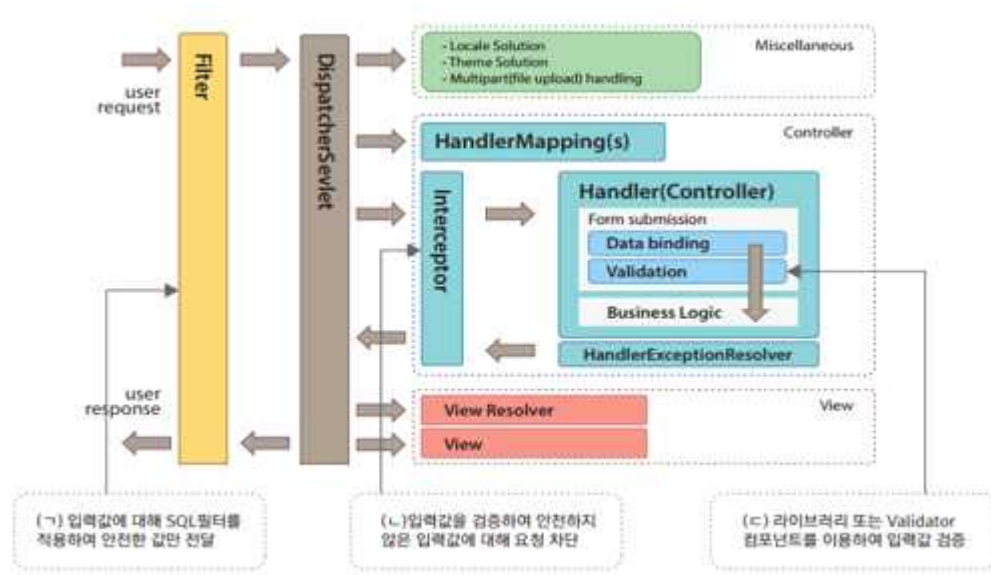 user
request
Filter
DispatcherSevlet
• Locale Solution
• Theme Solution
• Multipart(file upload) handling
Miscellaneous
HandlerMapping(s)
Controller
Interceptor
Handler(Controller)
Form submission
Data binding
Validation
Business Logic
HandlerExceptionResolver
user
response
View Resolver
View
View
(ㄱ) 입력값에 대해 SQL필터를
적용하여 안전한 값만 전달
(ㄴ)입력값을 검증하여 안전하지
않은 입력값에 대해 요청 차단
(ㄷ) 라이브러리 또는 Validator
컴포넌트를 이용하여 입력값 검증